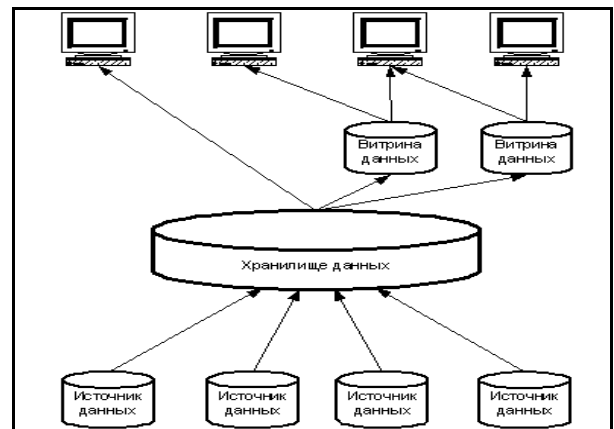 Витрина
данных
Витрина
данных
Хранилище данных
Источник
данных
Источник
данных
Источник
данных
Источник
данных